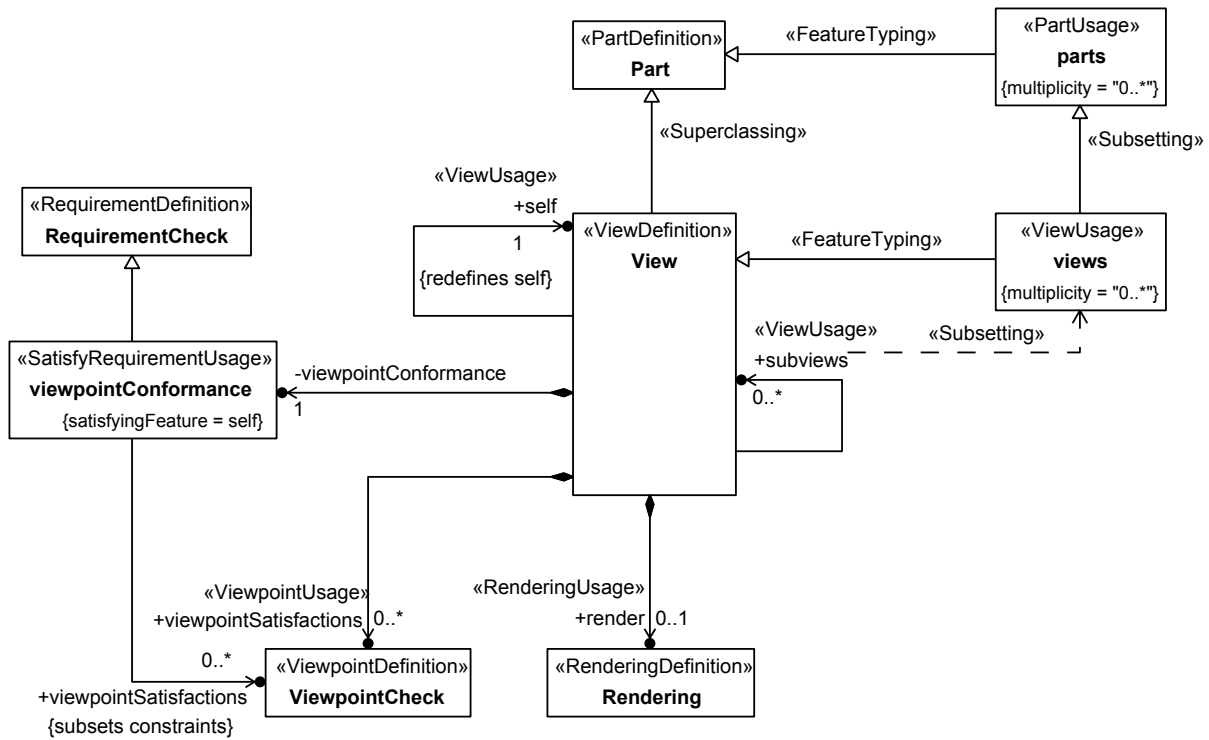 «PartDefinition»
Part
«FeatureTyping»
«PartUsage»
parts
{multiplicity = "0..*"}
«Superclassing»
«Subsetting»
«ViewUsage»
+self
1
{redefines self}
«RequirementDefinition»
RequirementCheck
«ViewDefinition»
View
«FeatureTyping»
«ViewUsage»
views
{multiplicity = "0..*"}
«ViewUsage»
+subviews
0..*
«Subsetting»
«SatisfyRequirementUsage»
viewpointConformance
{satisfyingFeature = self}
-viewpointConformance
1
«ViewpointUsage»
+viewpointSatisfactions
0..*
«RenderingUsage»
+render
0..1
0..*
+viewpointSatisfactions
{subsets constraints}
«ViewpointDefinition»
ViewpointCheck
«RenderingDefinition»
Rendering